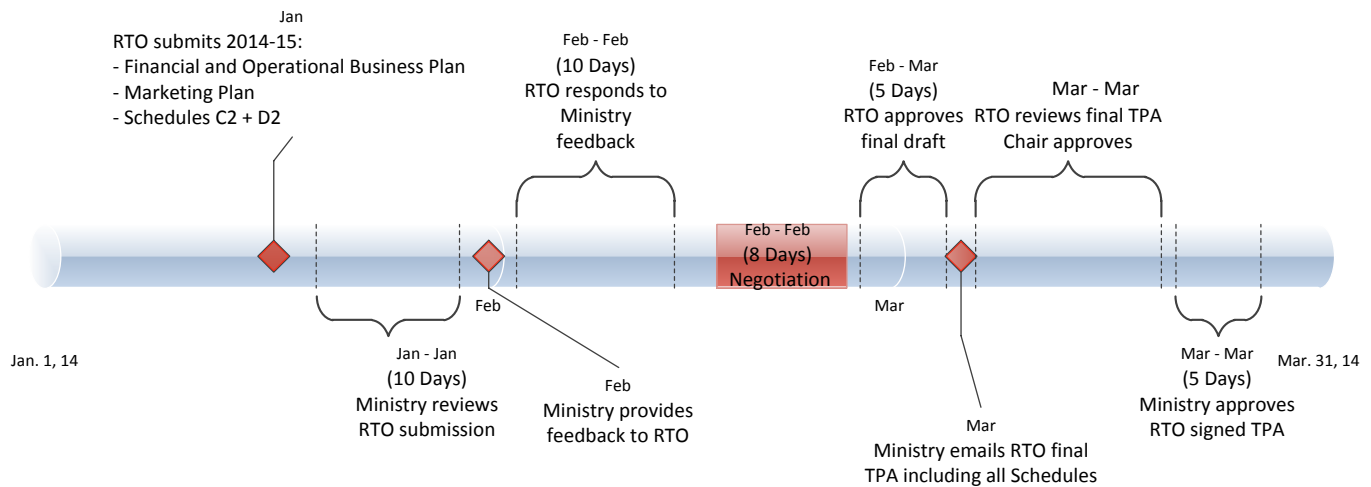 Jan
RTO submits 2014-15:
- Financial and Operational Business Plan
- Marketing Plan
- Schedules C2 + D2
Feb - Feb
(10 Days)
RTO responds to
Ministry
feedback
Feb - Mar
(5 Days)
RTO approves
final draft
Mar - Mar
RTO reviews final TPA
Chair approves
Feb - Feb
(8 Days)
Negotiation
Feb
Mar
Jan. 1, 14
Mar. 31, 14
Jan - Jan
(10 Days)
Ministry reviews
RTO submission
Feb
Ministry provides
feedback to RTO
Mar
Ministry emails RTO final
TPA including all Schedules
Mar - Mar
(5 Days)
Ministry approves
RTO signed TPA